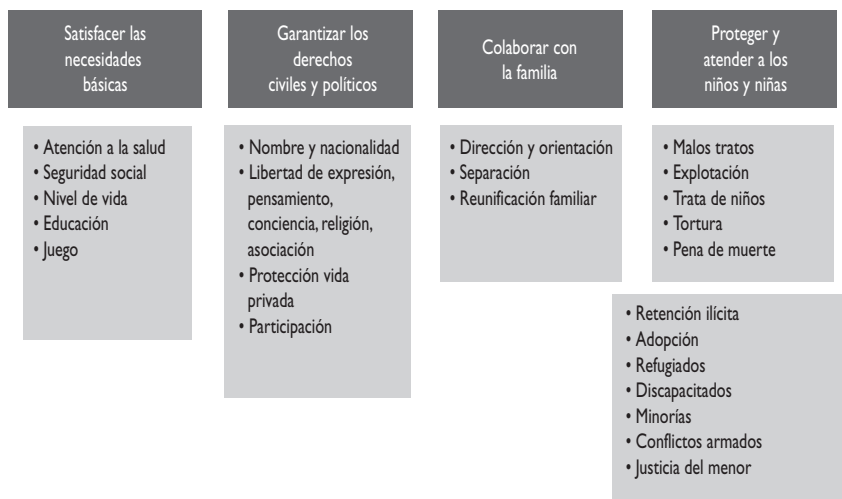 Satisfacer las
necesidades
básicas
Garantizar los
derechos
civiles y políticos
Colaborar con
la familia
Proteger y
atender a los
niños y niñas
• Atención a la salud
• Seguridad social
• Nivel de vida
• Educación
• Juego
• Nombre y nacionalidad
• Libertad de expresión,
pensamiento,
conciencia, religión,
asociación
• Protección vida
privada
• Participación
• Dirección y orientación
• Separación
• Reunificación familiar
• Malos tratos
• Explotación
• Trata de niños
• Tortura
• Pena de muerte
• Retención ilícita
• Adopción
• Refugiados
• Discapacitados
• Minorías
• Conflictos armados
• Justicia del menor